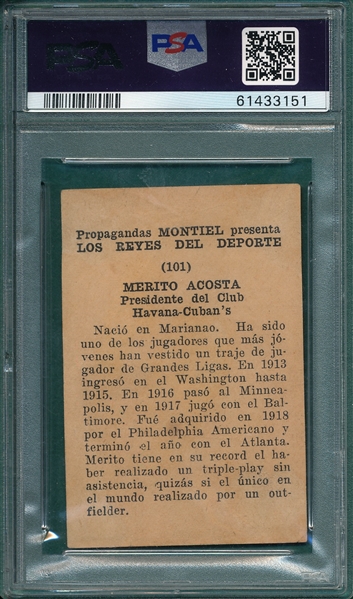 PSA
PSA
61433151
Propagandas MONTIEL presenta
LOS REYES DEL DEPORTE
(101)
MERITO ACOSTA
Presidente del Club
Havana-Cuban's
Nació en Marianao. Ha sido
uno de los jugadores que más jó-
venes han vestido un traje de ju-
gador de Grandes Ligas. En 1913
ingresó en el Washington hasta
1915. En 1916 pasó al Minnea-
polis, y en 1917 jugó con el Bal-
timore. Fué adquirido en 1918
por el Philadelphia Americano y
terminó el año con el Atlanta.
Merito tiene en su record el ha-
ber realizado un triple-play sin
asistencia, quizás si el único en
el mundo realizado por un out-
fielder.